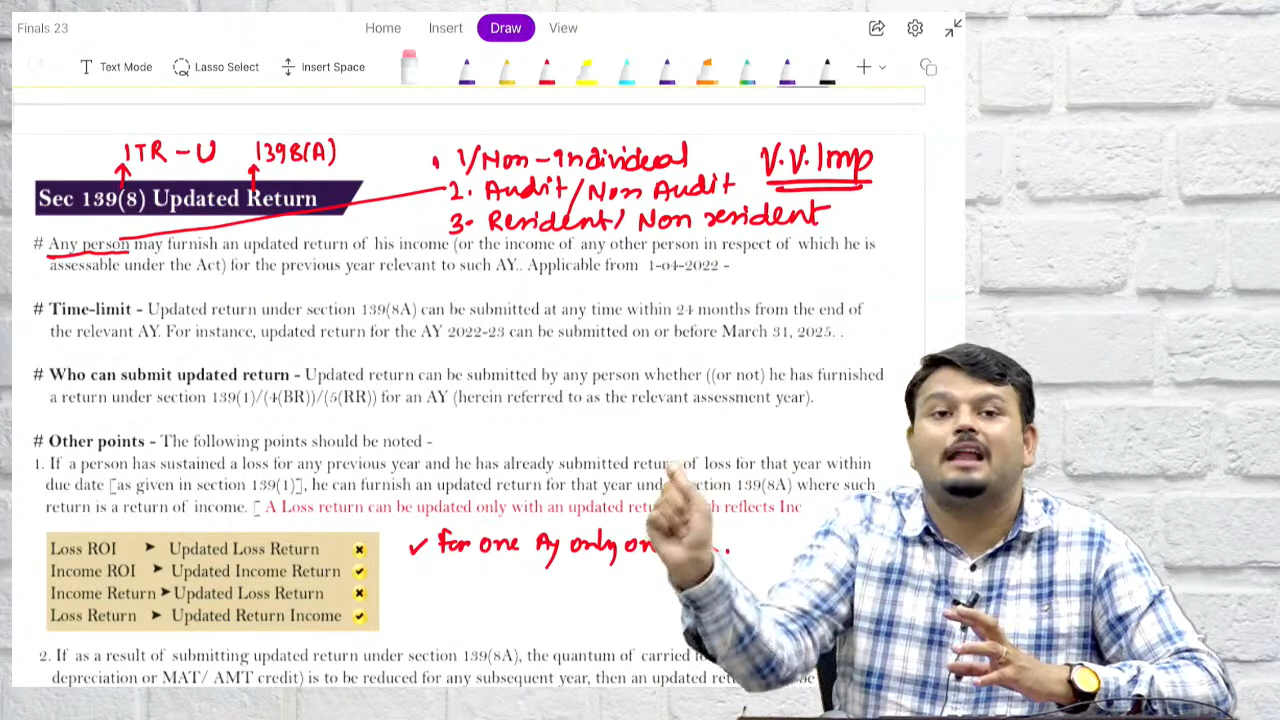 Finals 23
Home Insert Draw View
Text Mode Lasso Select Insert Space
ITR - U 1398(A)
1/Non-Individual V.V.Imp
2. Audit/Non Audit
3. Resident/Non resident
Sec 139(8) Updated Return
# Any person may furnish an updated return of his income (or the income of any other person in respect of which he is
assessable under the Act) for the previous year relevant to such AY.. Applicable from 1-04-2022 -
# Time-limit - Updated return under section 139(8A) can be submitted at any time within 24 months from the end of
the relevant AY. For instance, updated return for the AY 2022-23 can be submitted on or before March 31, 2025. .
# Who can submit updated return - Updated return can be submitted by any person whether ((or not) he has furnished
a return under section 139(1)/(4(BR))/(5(RR)) for an AY (herein referred to as the relevant assessment year).
# Other points - The following points should be noted -
1. If a person has sustained a loss for any previous year and he has already submitted return of loss for that year within
due date [as given in section 139(1)], he can furnish an updated return for that year section 139(8A) where such
return is a return of income. [ A Loss return can be updated only with an updated reflects Inc
✓ For one Ay only
Loss ROI ➤ Updated Loss Return ✗
Income ROI ➤ Updated Income Return ✓
Income Return ➤ Updated Loss Return ✗
Loss Return ➤ Updated Return Income ✓
2. If as a result of submitting updated return under section 139(8A), the quantum of carried
depreciation or MAT/ AMT credit) is to be reduced for any subsequent year, then an updated